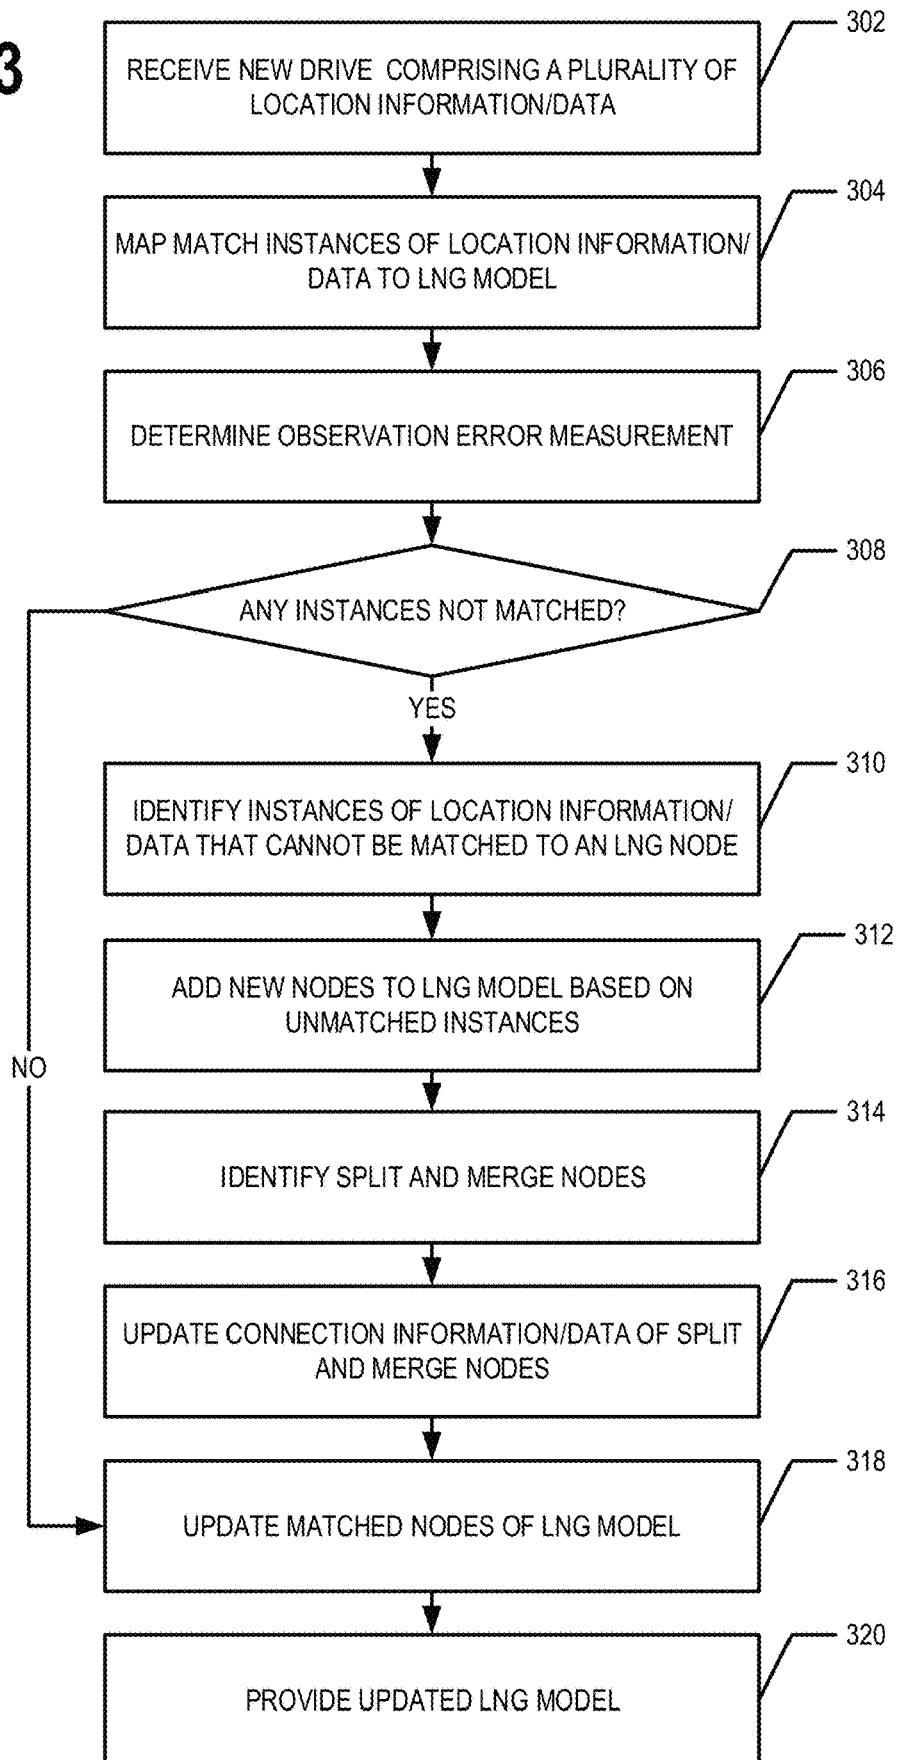 3
302
RECEIVE NEW DRIVE COMPRISING A PLURALITY OF
LOCATION INFORMATION/DATA
304
MAP MATCH INSTANCES OF LOCATION INFORMATION/
DATA TO LNG MODEL
306
DETERMINE OBSERVATION ERROR MEASUREMENT
308
ANY INSTANCES NOT MATCHED?
YES
310
IDENTIFY INSTANCES OF LOCATION INFORMATION/
DATA THAT CANNOT BE MATCHED TO AN LNG NODE
312
ADD NEW NODES TO LNG MODEL BASED ON
UNMATCHED INSTANCES
NO
314
IDENTIFY SPLIT AND MERGE NODES
316
UPDATE CONNECTION INFORMATION/DATA OF SPLIT
AND MERGE NODES
318
UPDATE MATCHED NODES OF LNG MODEL
320
PROVIDE UPDATED LNG MODEL